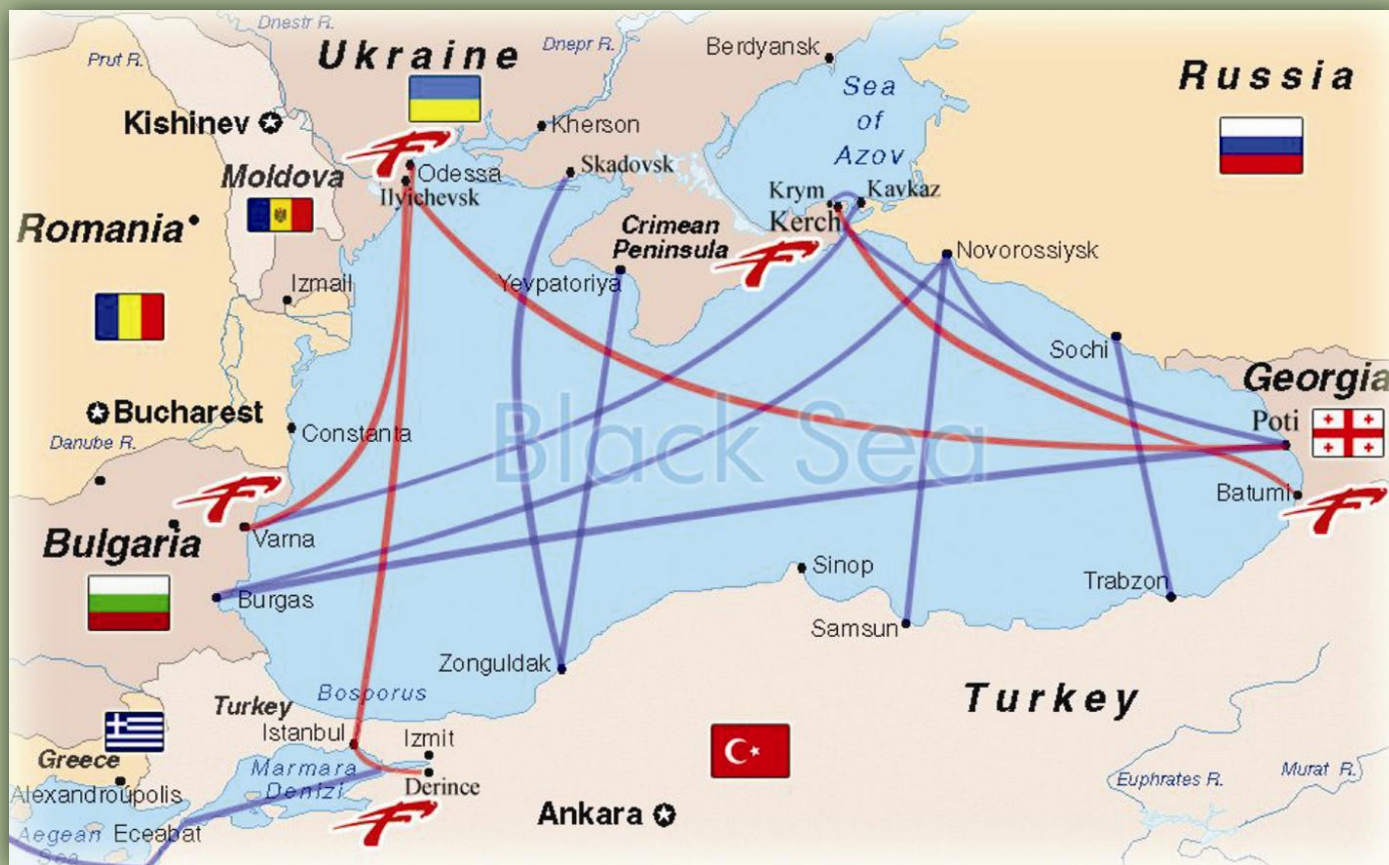 Dnestr R.
Prut R.
Ukraine
Dnepr R.
Berdyansk
Sea
of
Azov
Russia
Kishinev
Kherson
Odessa
Skadovsk
Ilyichevsk
Moldova
Krym
Kavkaz
Kerch
Romania
Crimean
Peninsula
Novorossiysk
Izmail
Yevpatoriya
Sochi
Georgia
Bucharest
Poti
Constanta
Danube R.
Black Sea
Batumi
Varna
Bulgaria
Sinop
Trabzon
Burgas
Samsun
Zonguldak
Bosporus
Turkey
Turkey
Istanbul
Izmit
Greece
Marmara
Denizi
Derince
Euphrates R.
Murat R.
Alexandroúpolis
Ankara
Aegean
Sea
Eceabat